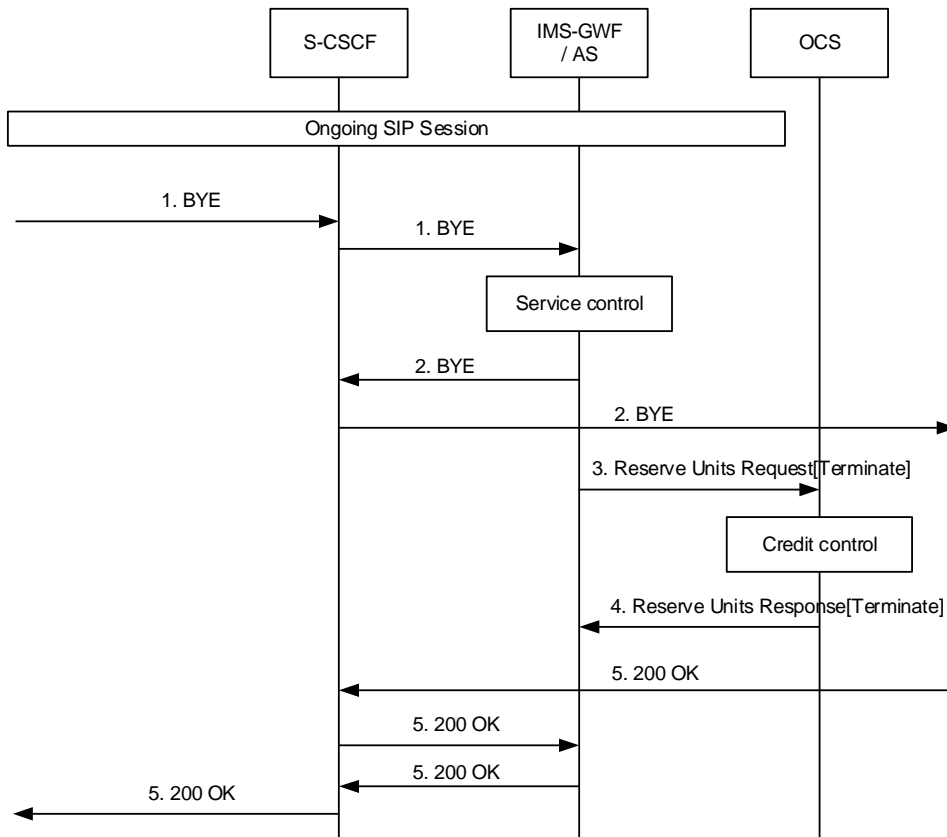 S-CSCF
IMS-GWF
/ AS
OCS
Ongoing SIP Session
1. BYE
1. BYE
Service control
2. BYE
2. BYE
3. Reserve Units Request[Terminate]
Credit control
4. Reserve Units Response[Terminate]
5. 200 OK
5. 200 OK
5. 200 OK
5. 200 OK